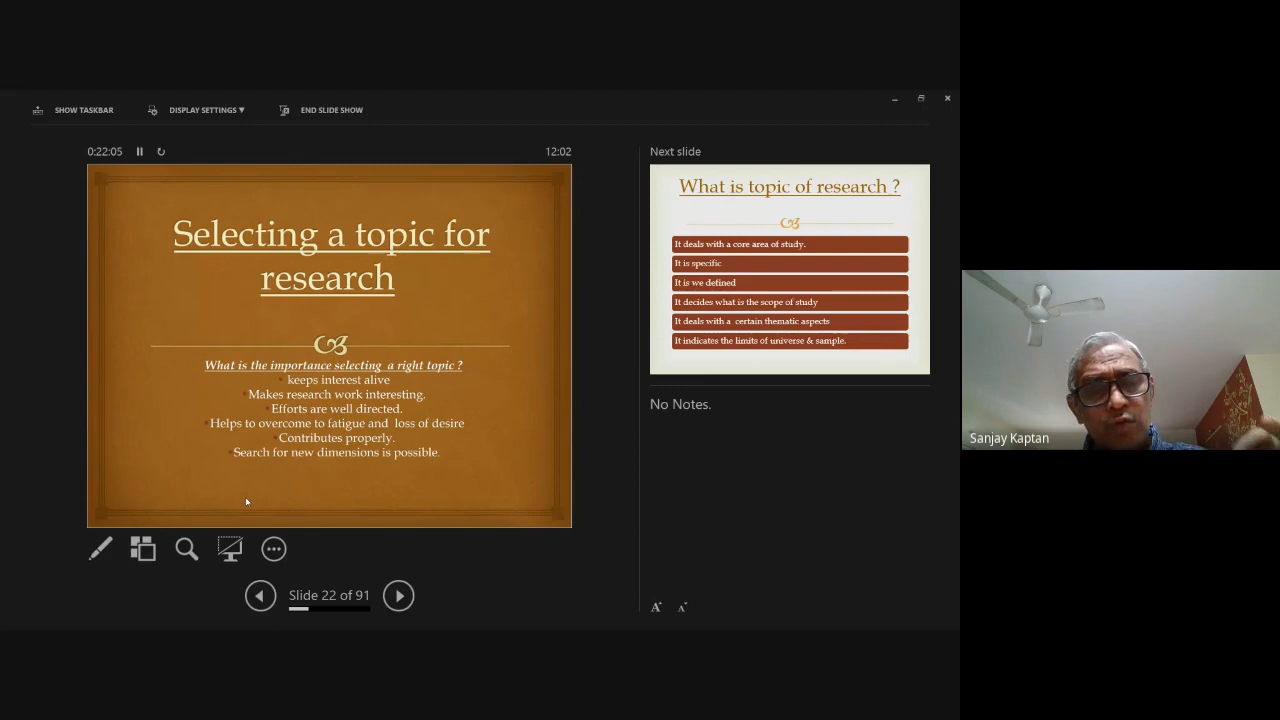 SHOW TASKBAR
DISPLAY SETTINGS ▼
END SLIDE SHOW
0:22:05
12:02
Selecting a topic for
research
What is the importance selecting a right topic ?
• keeps interest alive
• Makes research work interesting.
• Efforts are well directed.
• Helps to overcome to fatigue and loss of desire
• Contributes properly.
• Search for new dimensions is possible.
Slide 22 of 91
Next slide
What is topic of research ?
It deals with a core area of study.
It is specific
It is we defined
It decides what is the scope of study
It deals with a certain thematic aspects
It indicates the limits of universe & sample.
No Notes.
A A
Sanjay Kaptan